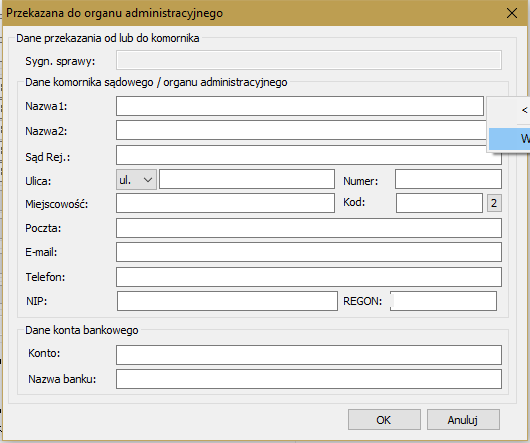 Przekazana do organu administracyjnego
Dane przekazania od lub do komornika
Sygn. sprawy:
Dane komornika sądowego / organu administracyjnego
Nazwa1:
<
Nazwa2:
W
Sąd Rej.:
Ulica: ul. Numer:
Miejscowość: Kod: 2
Poczta:
E-mail:
Telefon:
NIP: REGON:
Dane konta bankowego
Konto:
Nazwa banku:
OK Anuluj